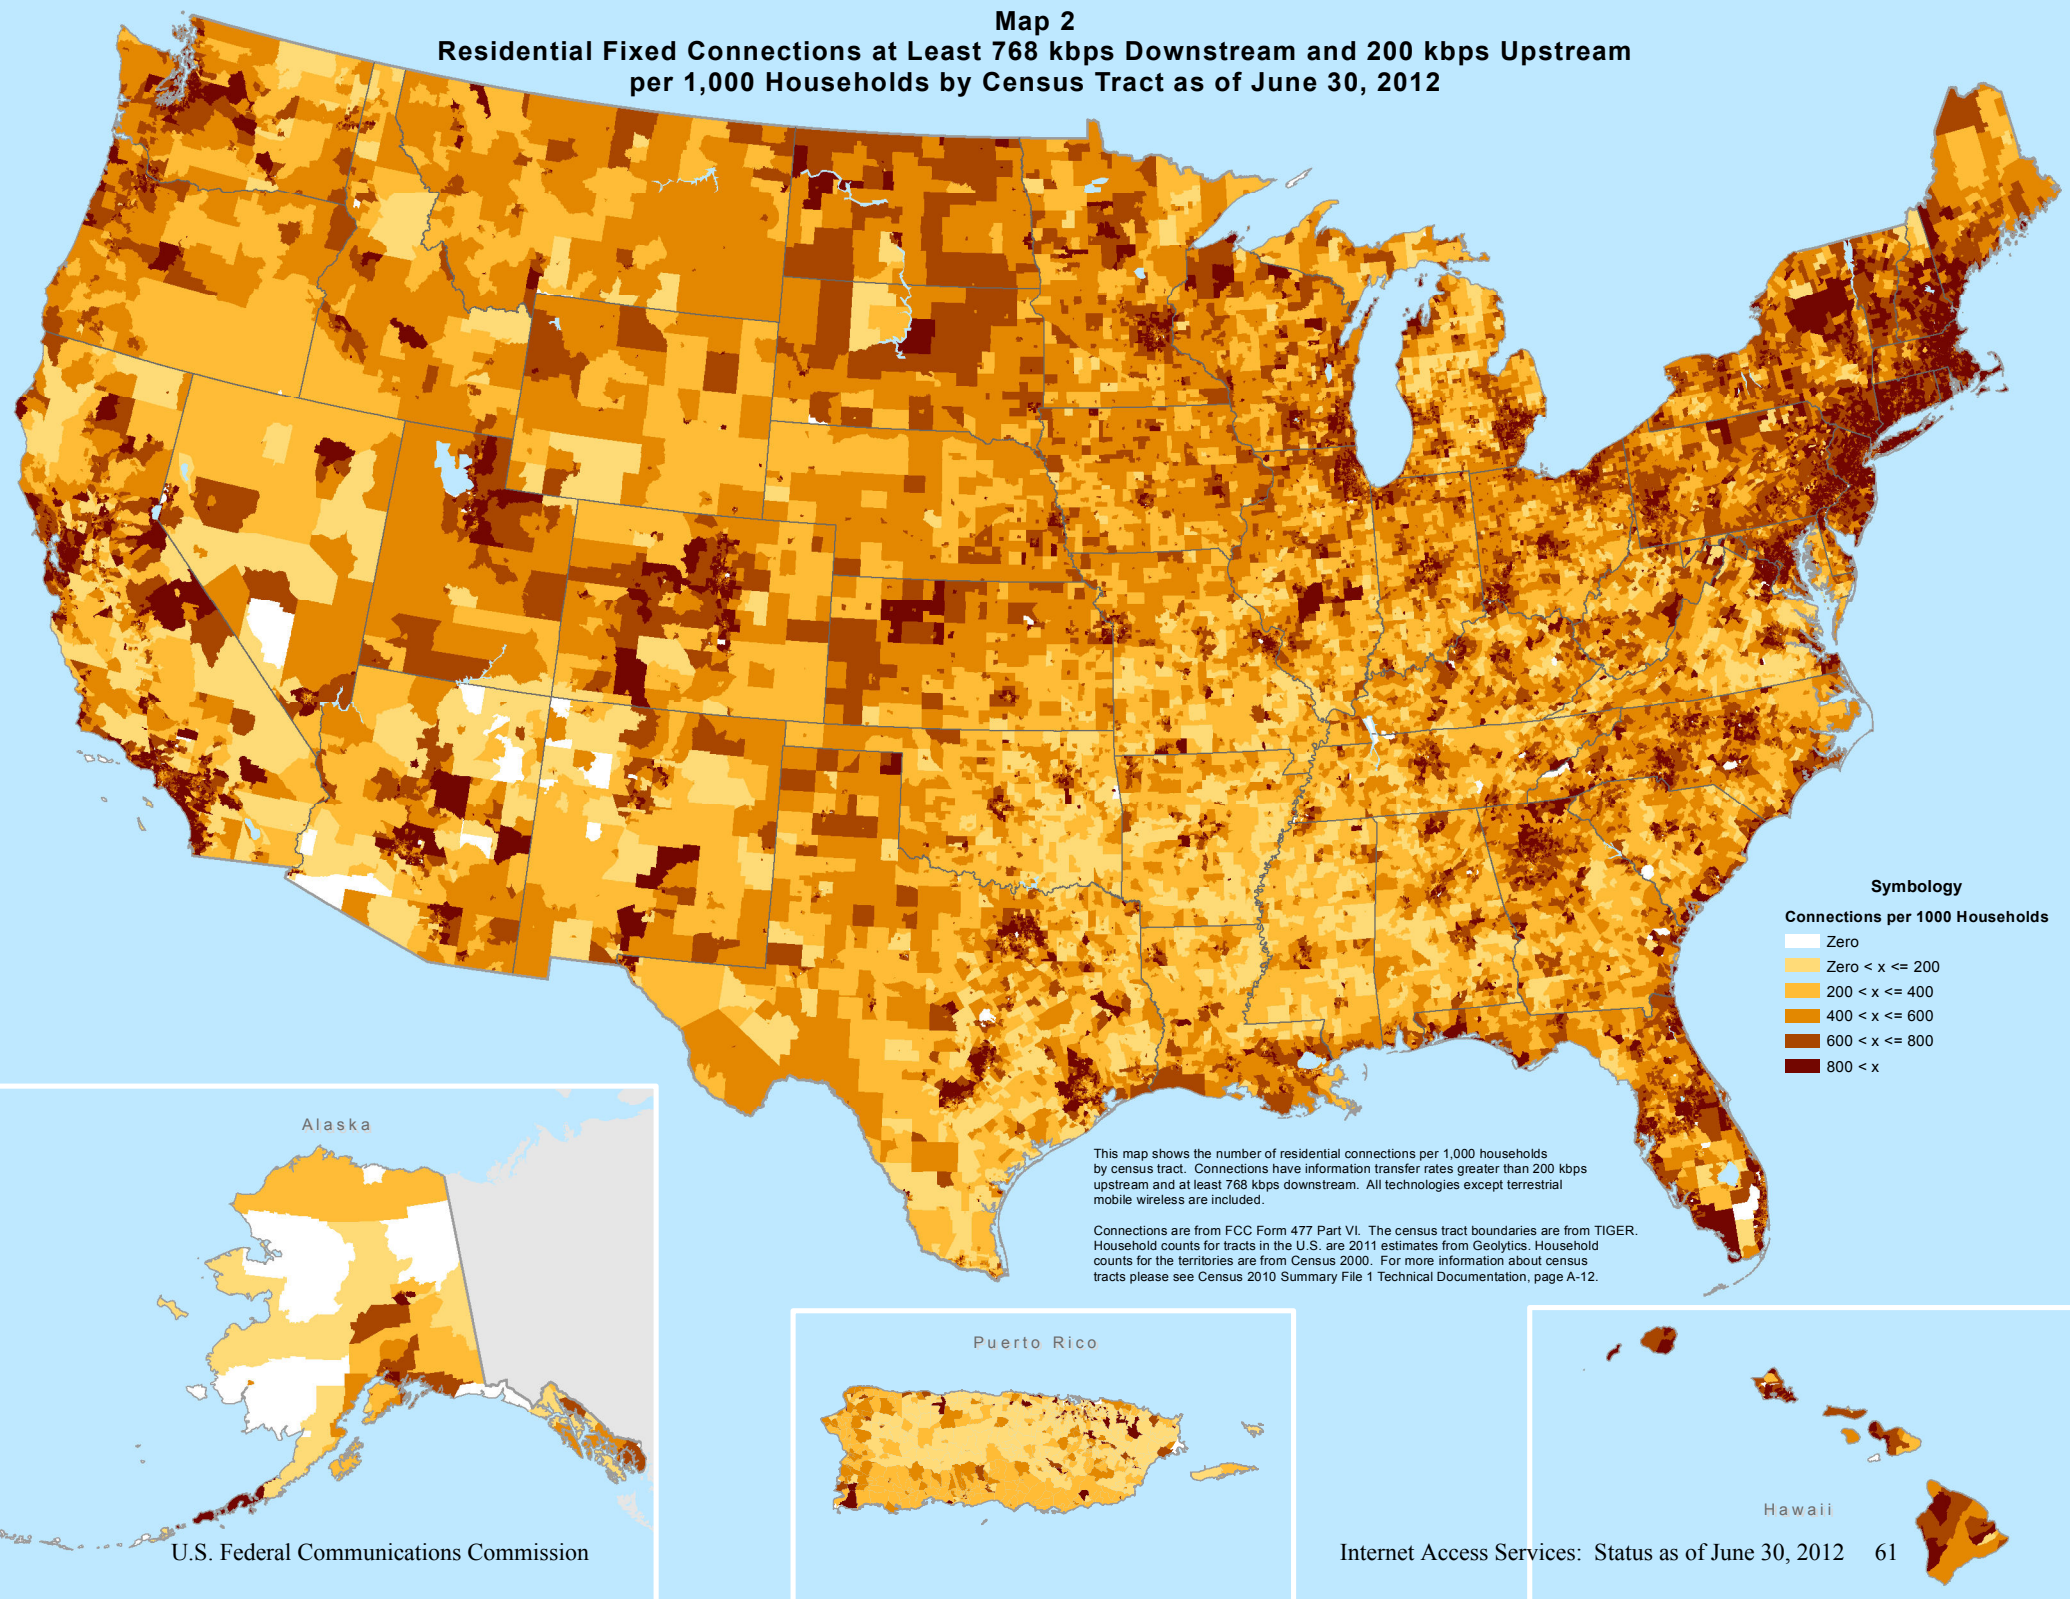 Map 2
Residential Fixed Connections at Least 768 kbps Downstream and 200 kbps Upstream
per 1,000 Households by Census Tract as of June 30, 2012
Symbology
Connections per 1000 Households
Zero
Zero < x <= 200
200 < x <= 400
400 < x <= 600
600 < x <= 800
800 < x
This map shows the number of residential connections per 1,000 households
by census tract.  Connections have information transfer rates greater than 200 kbps
upstream and at least 768 kbps downstream.  All technologies except terrestrial
mobile wireless are included.
Connections are from FCC Form 477 Part VI.  The census tract boundaries are from TIGER.
Household counts for tracts in the U.S. are 2011 estimates from Geolytics. Household
counts for the territories are from Census 2000.  For more information about census
tracts please see Census 2010 Summary File 1 Technical Documentation, page A-12.
Alaska
Puerto Rico
Hawaii
U.S. Federal Communications Commission
Internet Access Services:  Status as of June 30, 2012     61